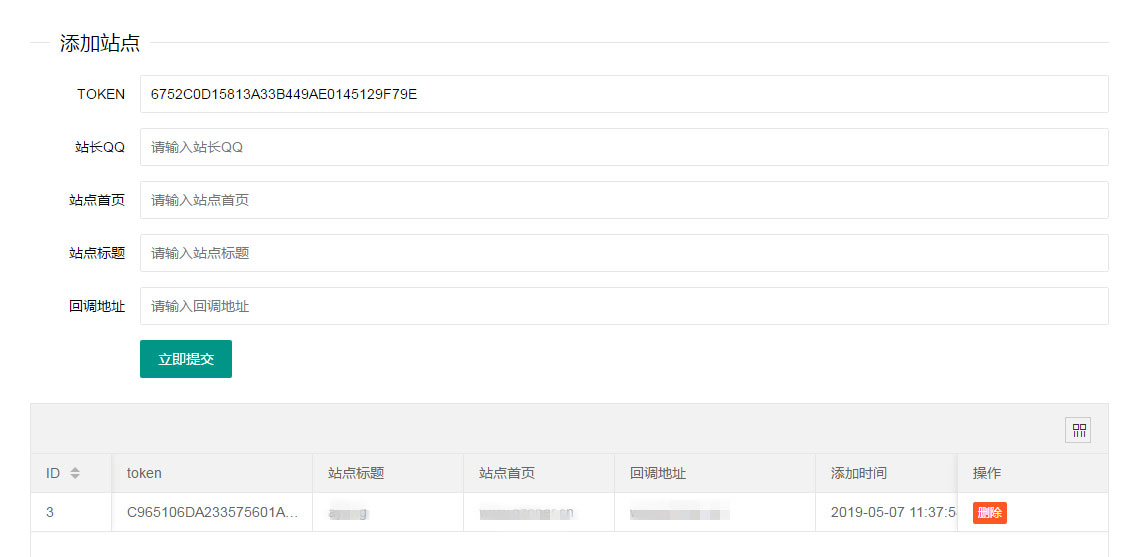 添加站点
TOKEN 6752C0D15813A33B449AE0145129F79E
站长QQ 请输入站长QQ
站点首页 请输入站点首页
站点标题 请输入站点标题
回调地址 请输入回调地址
立即提交
ID token 站点标题 站点首页 回调地址 添加时间 操作
3 C965106DA233575601A... 2019-05-07 11:37:5 删除